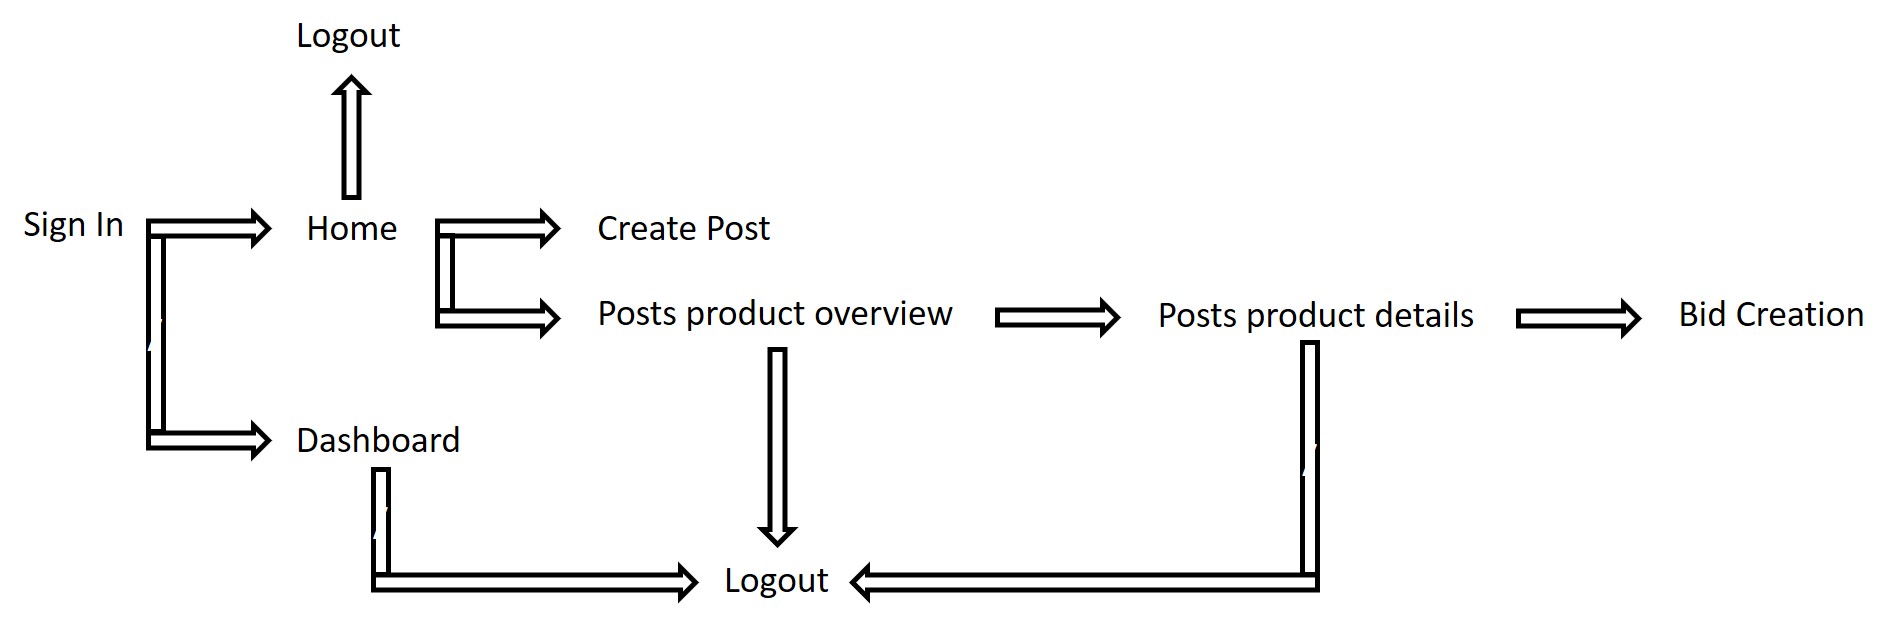 Logout
Sign In
Home
Create Post
Posts product overview
Posts product details
Bid Creation
Dashboard
Logout